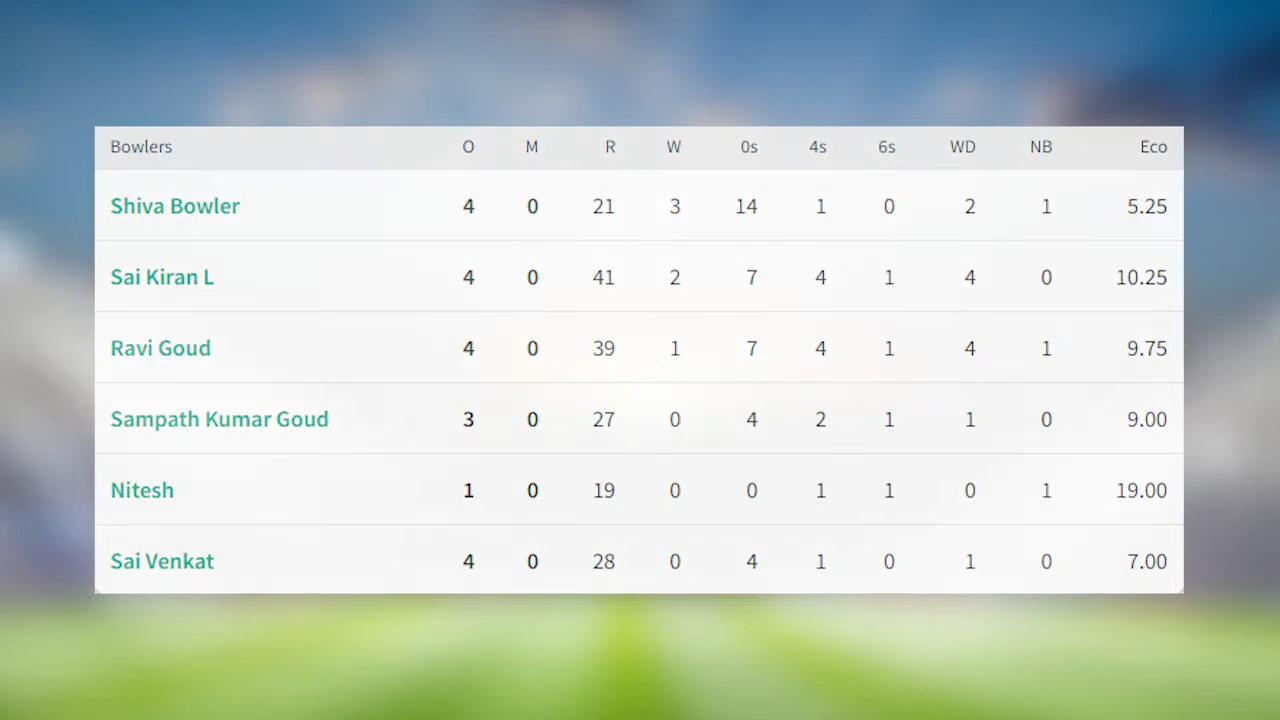 Bowlers O M R W 0s 4s 6s WD NB Eco
Shiva Bowler 4 0 21 3 14 1 0 2 1 5.25
Sai Kiran L 4 0 41 2 7 4 1 4 0 10.25
Ravi Goud 4 0 39 1 7 4 1 4 1 9.75
Sampath Kumar Goud 3 0 27 0 4 2 1 1 0 9.00
Nitesh 1 0 19 0 0 1 1 0 1 19.00
Sai Venkat 4 0 28 0 4 1 0 1 0 7.00